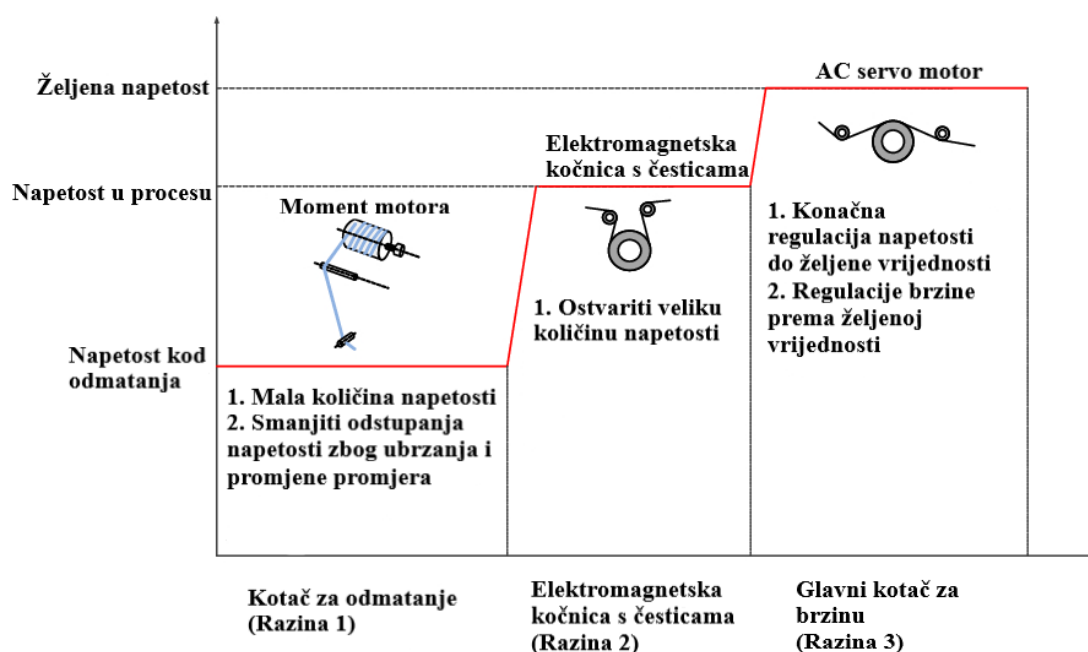 Željena napetost
AC servo motor
Elektromagnetska
kočnica s česticama
Napetost u procesu
Moment motora
1. Konačna
regulacija napetosti
do željene vrijednosti
2. Regulacije brzine
prema željenoj
vrijednosti
1. Ostvariti veliku
količinu napetosti
Napetost kod
odmatanja
1. Mala količina napetosti
2. Smanjiti odstupanja
napetosti zbog ubrzanja i
promjene promjera
Kotač za odmatanje
(Razina 1)
Elektromagnetska
kočnica s česticama
(Razina 2)
Glavni kotač za
brzinu
(Razina 3)